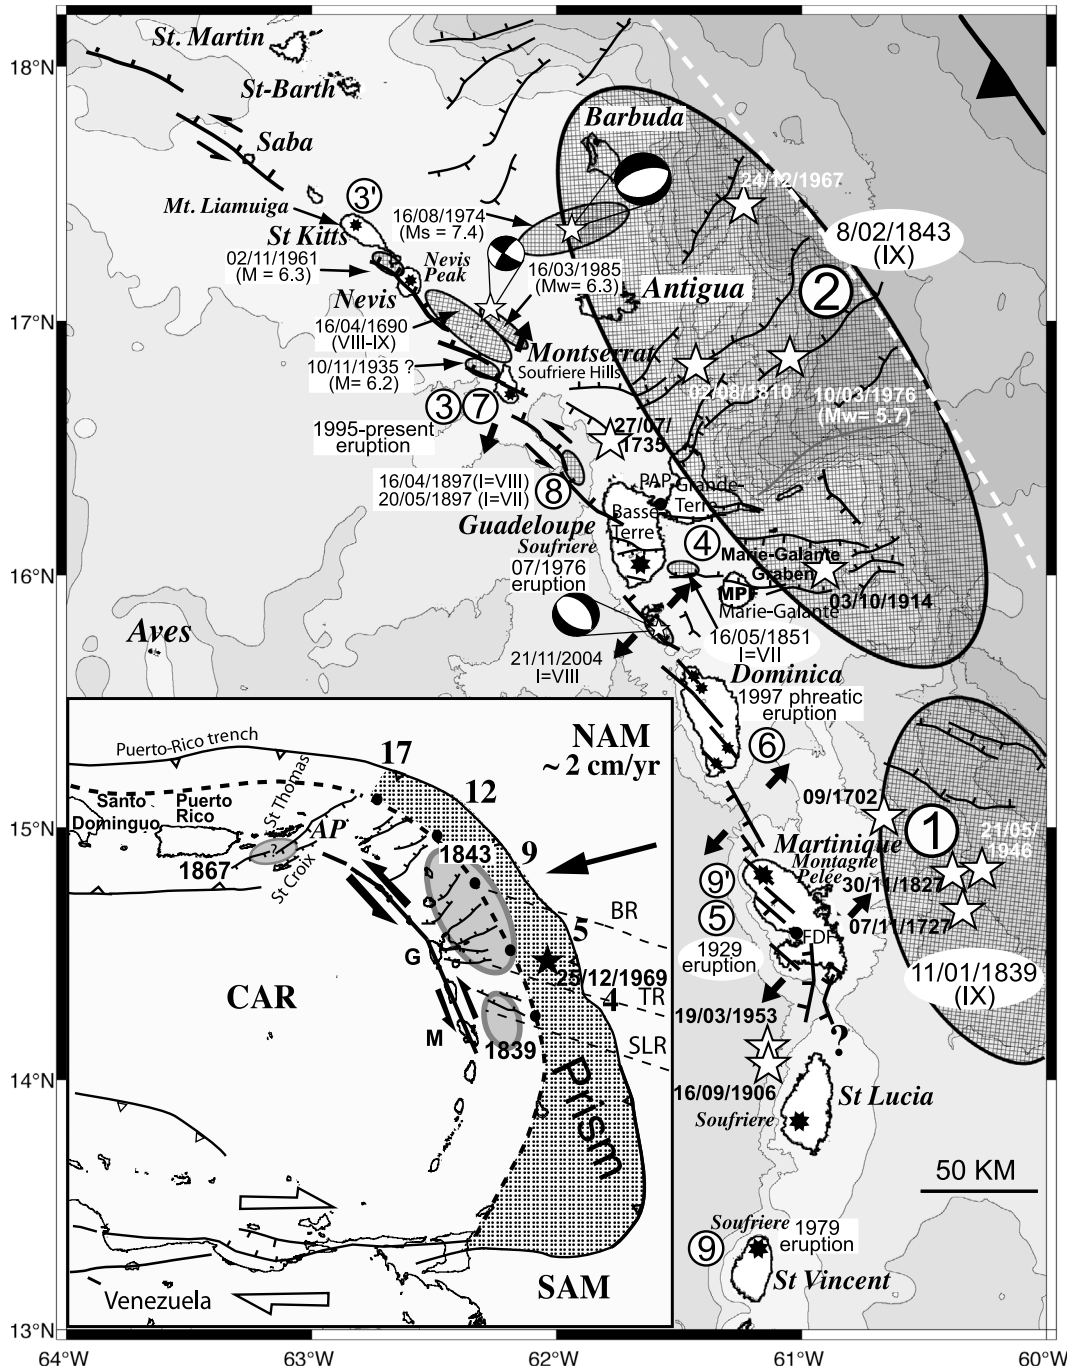 St. Martin
18°N
St-Barth
Saba
Barbuda
24/12/1967
Mt. Liamuiga
3'
St Kitts
16/08/1974
(Ms = 7.4)
8/02/1843
(IX)
02/11/1961
(M = 6.3)
Nevis
Peak
16/03/1985
(Mw= 6.3)
2
Nevis
Antigua
17°N
16/04/1690
(VIII-IX)
Montserrat
Soufriere Hills
10/11/1935 ?
(M= 6.2)
02/08/1810
10/03/1976
(Mw= 5.7)
3
7
1995-present
eruption
27/07/
1735
16/04/1897(I=VIII)
20/05/1897 (I=VII)
8
PAP
Grande-
Terre
Guadeloupe
Basse
Terre
Soufriere
07/1976
eruption
4
Marie-Galante
Graben
16°N
MPF
Marie-Galante
03/10/1914
Aves
16/05/1851
I=VII
21/11/2004
I=VIII
Dominica
1997 phreatic
eruption
6
Puerto-Rico trench
17
NAM
~ 2 cm/yr
12
St Thomas
Santo
Dominguo
Puerto
Rico
AP
1867
?
St Croix
1843
9
BR
5
G
25/12/1969
CAR
4
TR
M
1839
SLR
Prism
Venezuela
SAM
15°N
09/1702
1
21/05/
1946
Martinique
Montagne
Pelée
9'
30/11/1827
5
07/11/1727
FDF
1929
eruption
11/01/1839
(IX)
19/03/1953
?
14°N
16/09/1906
St Lucia
Soufriere
50 KM
Soufriere
1979
eruption
9
St Vincent
13°N
64°W
63°W
62°W
61°W
60°W